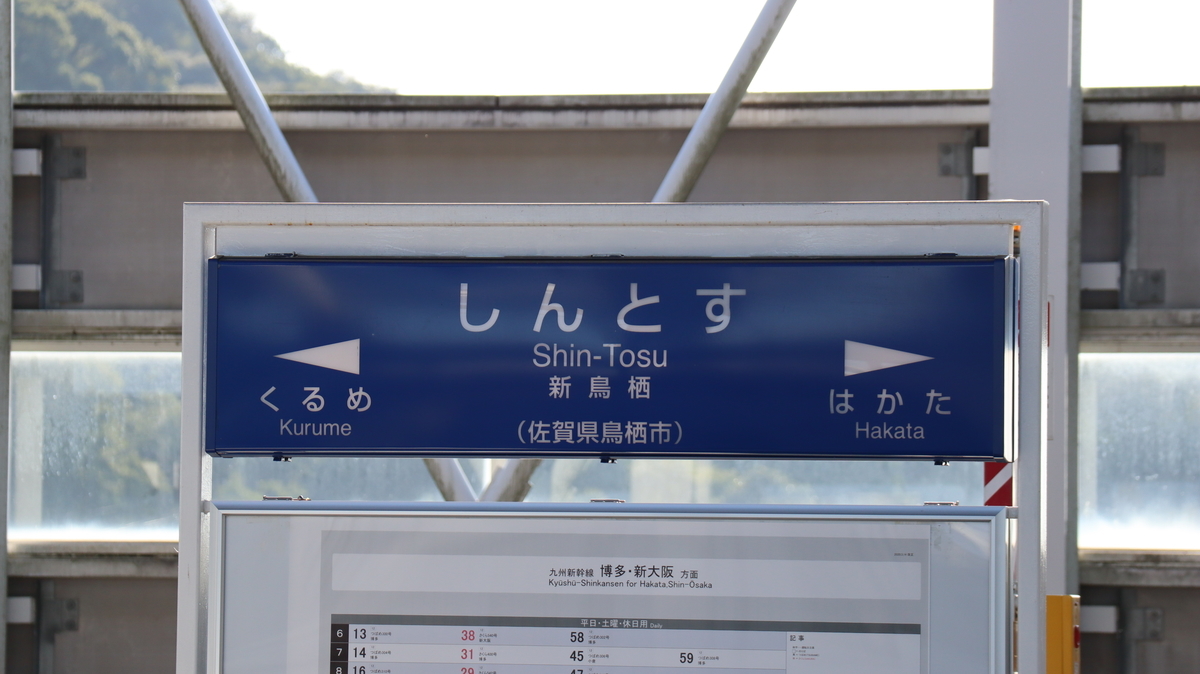 しんとす
Shin-Tosu
新鳥栖
(佐賀県鳥栖市)
くるめ
Kurume
はかた
Hakata
九州新幹線 博多・新大阪 方面
Kyūshū-Shinkansen for Hakata,Shin-Ōsaka
平日・土曜・休日用 Daily
6 13 38 58
7 14 31 45 59
8 16 29 47
記事